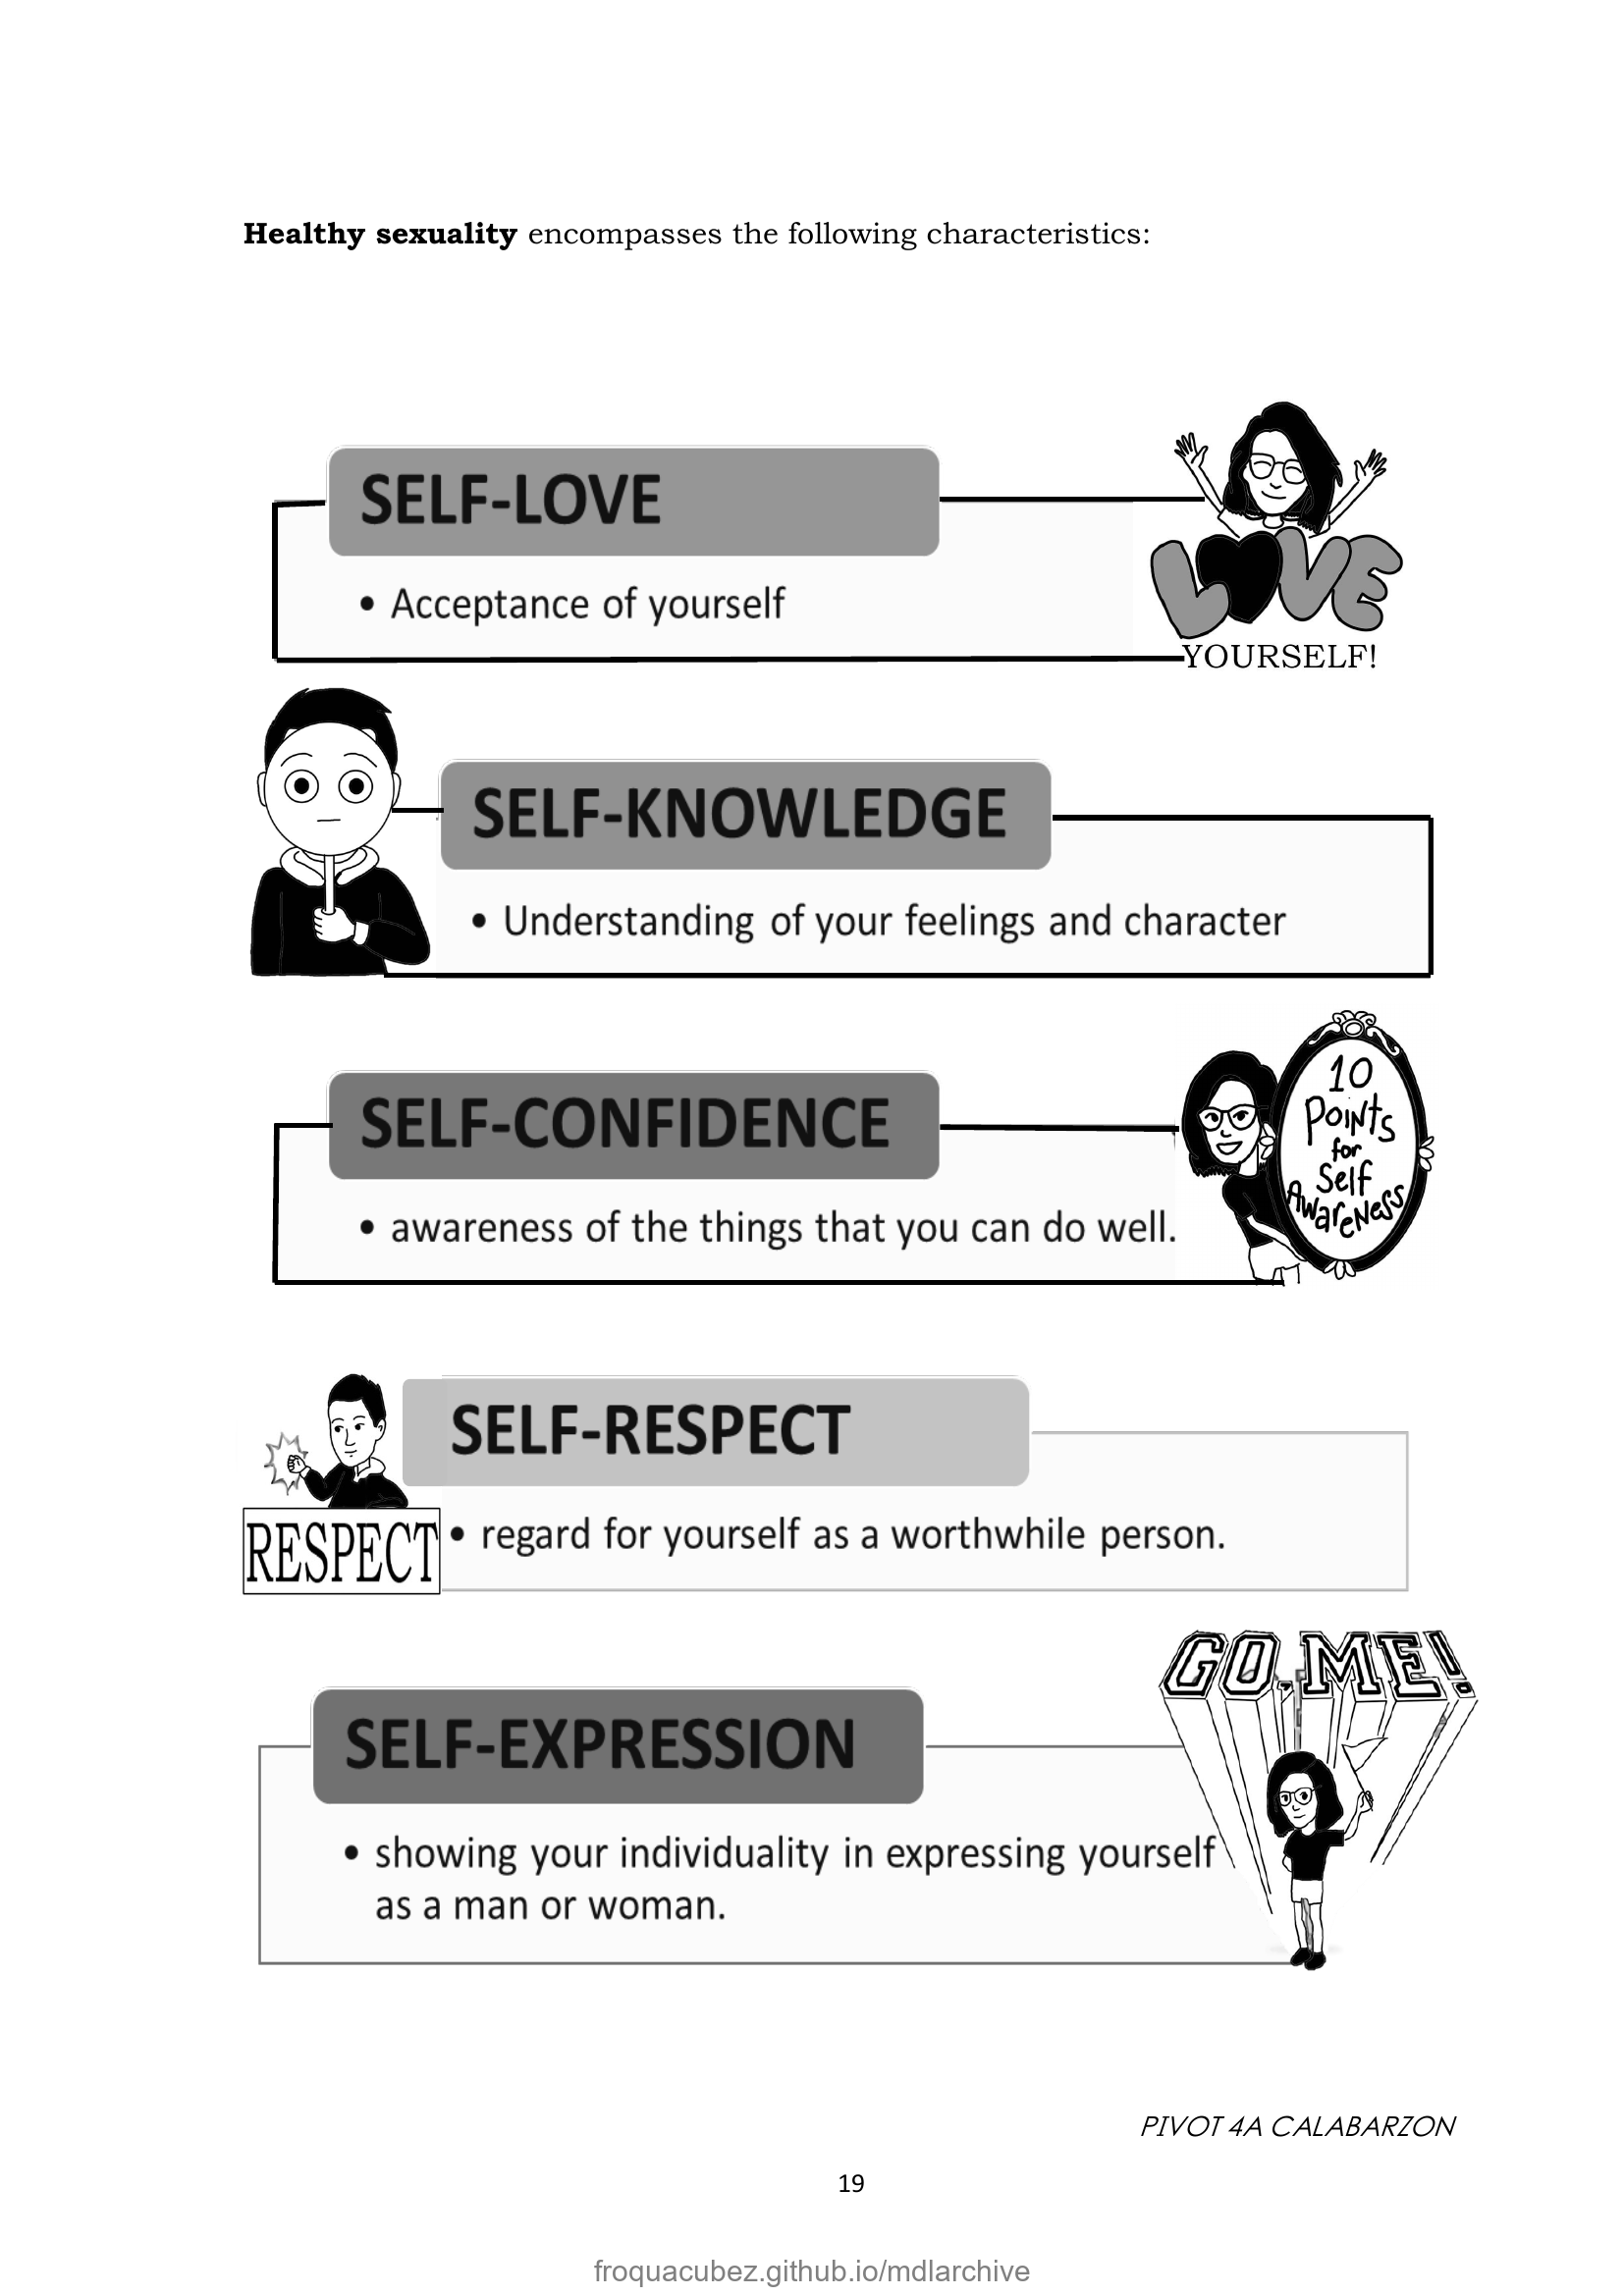 Healthy sexuality encompasses the following characteristics:
SELF-LOVE
• Acceptance of yourself
LOVE
YOURSELF!
SELF-KNOWLEDGE
• Understanding of your feelings and character
SELF-CONFIDENCE
• awareness of the things that you can do well.
10
Points
for
Self
AwareNess
SELF-RESPECT
RESPECT
• regard for yourself as a worthwhile person.
GO, ME!
SELF-EXPRESSION
• showing your individuality in expressing yourself
as a man or woman.
PIVOT 4A CALABARZON
19
froquacubez.github.io/mdlarchive